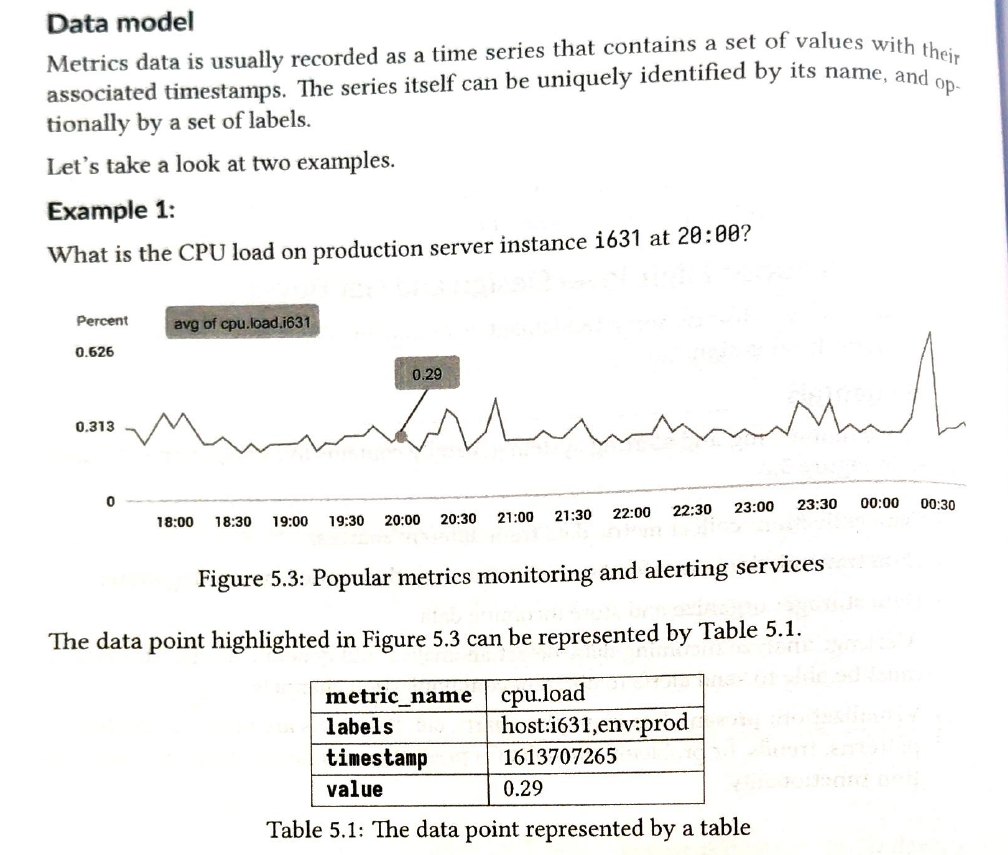 Data model
Metrics data is usually recorded as a time series that contains a set of values with their
associated timestamps. The series itself can be uniquely identified by its name, and op-
tionally by a set of labels.
Let's take a look at two examples.
Example 1:
What is the CPU load on production server instance i631 at 20:00?
Percent
avg of cpu.load.i631
0.626
0.29
0.313
0
18:00 18:30 19:00 19:30 20:00 20:30 21:00 21:30 22:00 22:30 23:00 23:30 00:00 00:30
Figure 5.3: Popular metrics monitoring and alerting services
The data point highlighted in Figure 5.3 can be represented by Table 5.1.
metric_name cpu.load
labels host:i631,env:prod
timestamp 1613707265
value 0.29
Table 5.1: The data point represented by a table